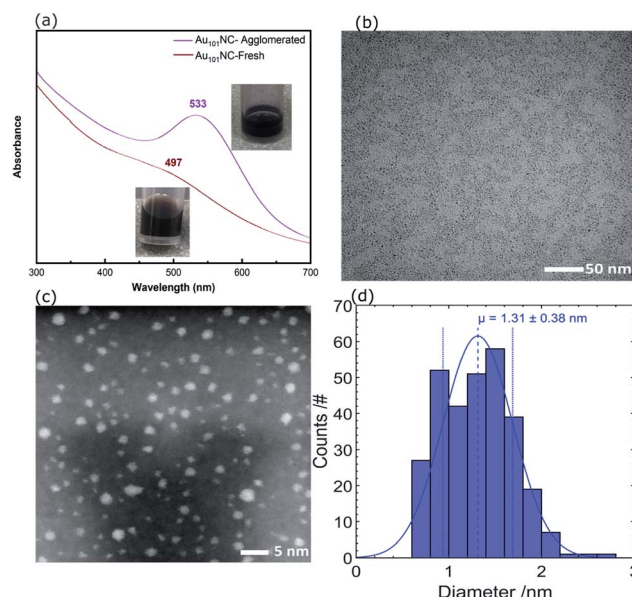 (a)
Au101NC- Agglomerated
Au101NC-Fresh
533
497
Absorbance
300 400 500 600 700
Wavelength (nm)
(b)
50 nm
(c)
5 nm
(d)
μ = 1.31 ± 0.38 nm
70
60
50
40
30
20
10
0
Counts /#
0 1 2 3
Diameter /nm